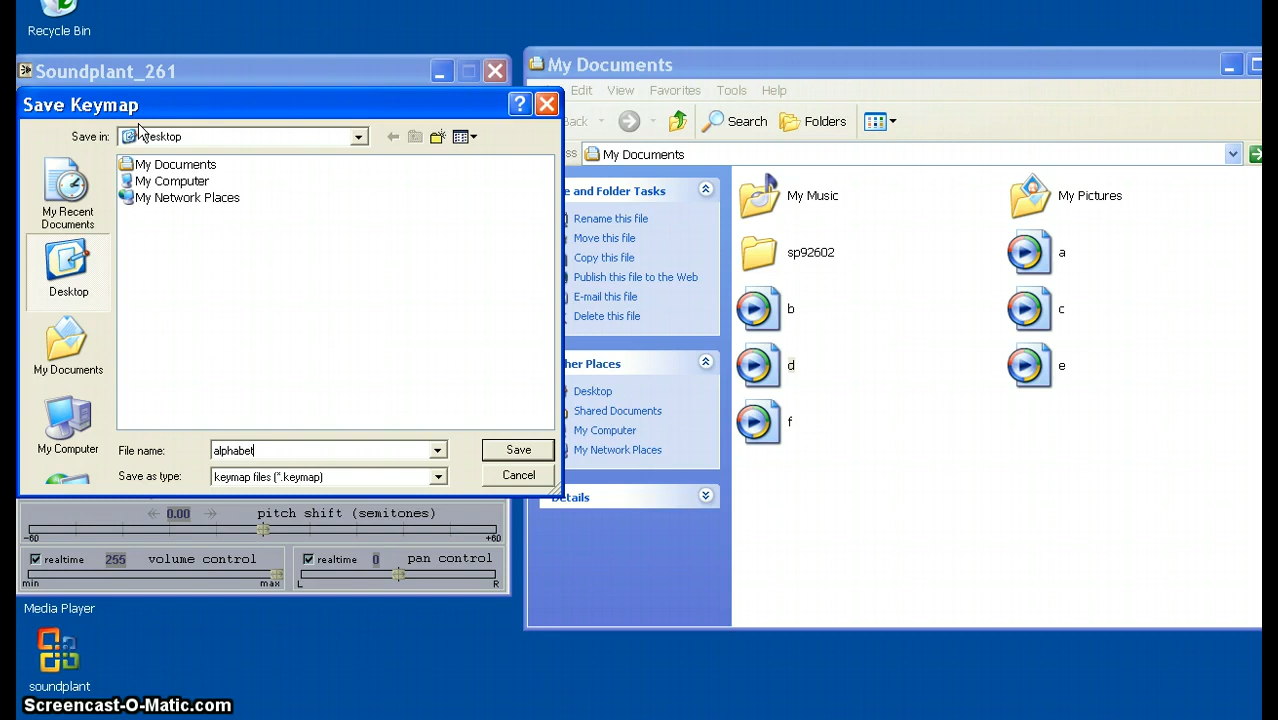 Recycle Bin
Soundplant_261
Save Keymap
Save in:
Desktop
My Documents
My Computer
My Network Places
My Recent
Documents
Desktop
My Documents
My Computer
File name:
alphabet
Save
Save as type:
keymap files (*.keymap)
Cancel
0.00
pitch shift (semitones)
-60
+60
realtime
255
volume control
realtime
0
pan control
min
max
L
R
Media Player
soundplant
My Documents
Edit
View
Favorites
Tools
Help
Back
Search
Folders
My Documents
and Folder Tasks
Rename this file
Move this file
Copy this file
Publish this file to the Web
E-mail this file
Delete this file
Places
Desktop
Shared Documents
My Computer
My Network Places
Details
My Music
My Pictures
sp92602
a
b
c
d
e
f
Screencast-O-Matic.com